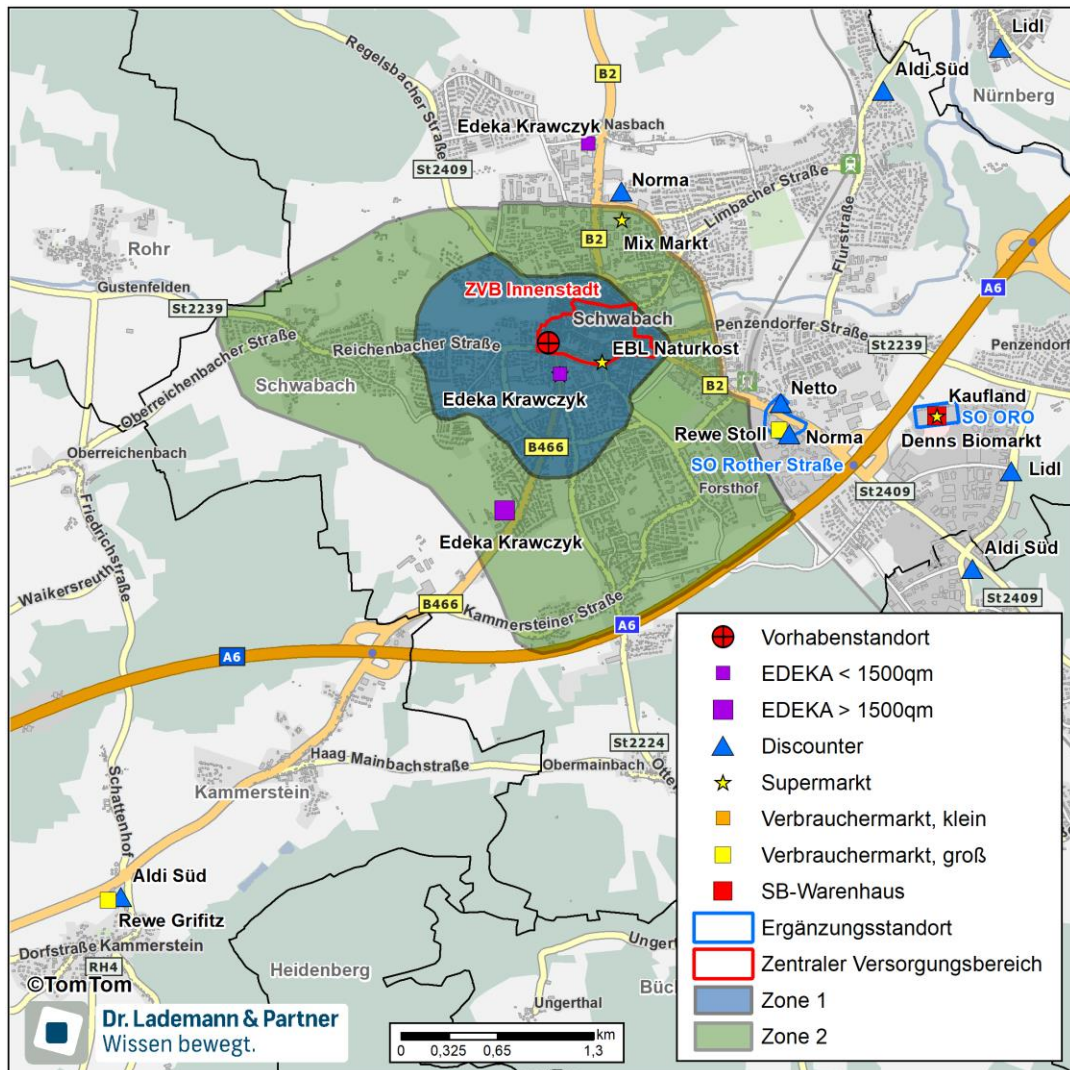 Lidl
Aldi Süd
Nürnberg
Regelsbacher Straße
B2
Edeka Krawczyk
Nasbach
St2409
Norma
Limbacher Straße
Rohr
B2
Mix Markt
Flurstraße
Gustenfelden
A6
St2239
ZVB Innenstadt
Schwabach
Penzendorfer Straße
St2239
Penzendorf
Oberreichenbacher Straße
Reichenbacher Straße
EBL Naturkost
Schwabach
B2
Netto
Kaufland
Edeka Krawczyk
SO ORO
Rewe Stoll
Norma
Denns Biomarkt
B466
SO Rother Straße
Oberreichenbach
Lidl
Forsthof
St2409
Friedrichstraße
Edeka Krawczyk
Aldi Süd
Waikersreuth
B466
Kammersteiner Straße
St2409
A6
A6
Schattenhof
St2224
Haag
Mainbachstraße
Obermainbach
Otte
Kammerstein
Aldi Süd
Rewe Grifitz
Dorfstraße
Kammerstein
RH4
Heidenberg
Ungert
Büc
Ungerthal
©TomTom
Dr. Lademann & Partner
Wissen bewegt.
km
0 0,325 0,65 1,3
Vorhabenstandort
EDEKA < 1500qm
EDEKA > 1500qm
Discounter
Supermarkt
Verbrauchermarkt, klein
Verbrauchermarkt, groß
SB-Warenhaus
Ergänzungsstandort
Zentraler Versorgungsbereich
Zone 1
Zone 2